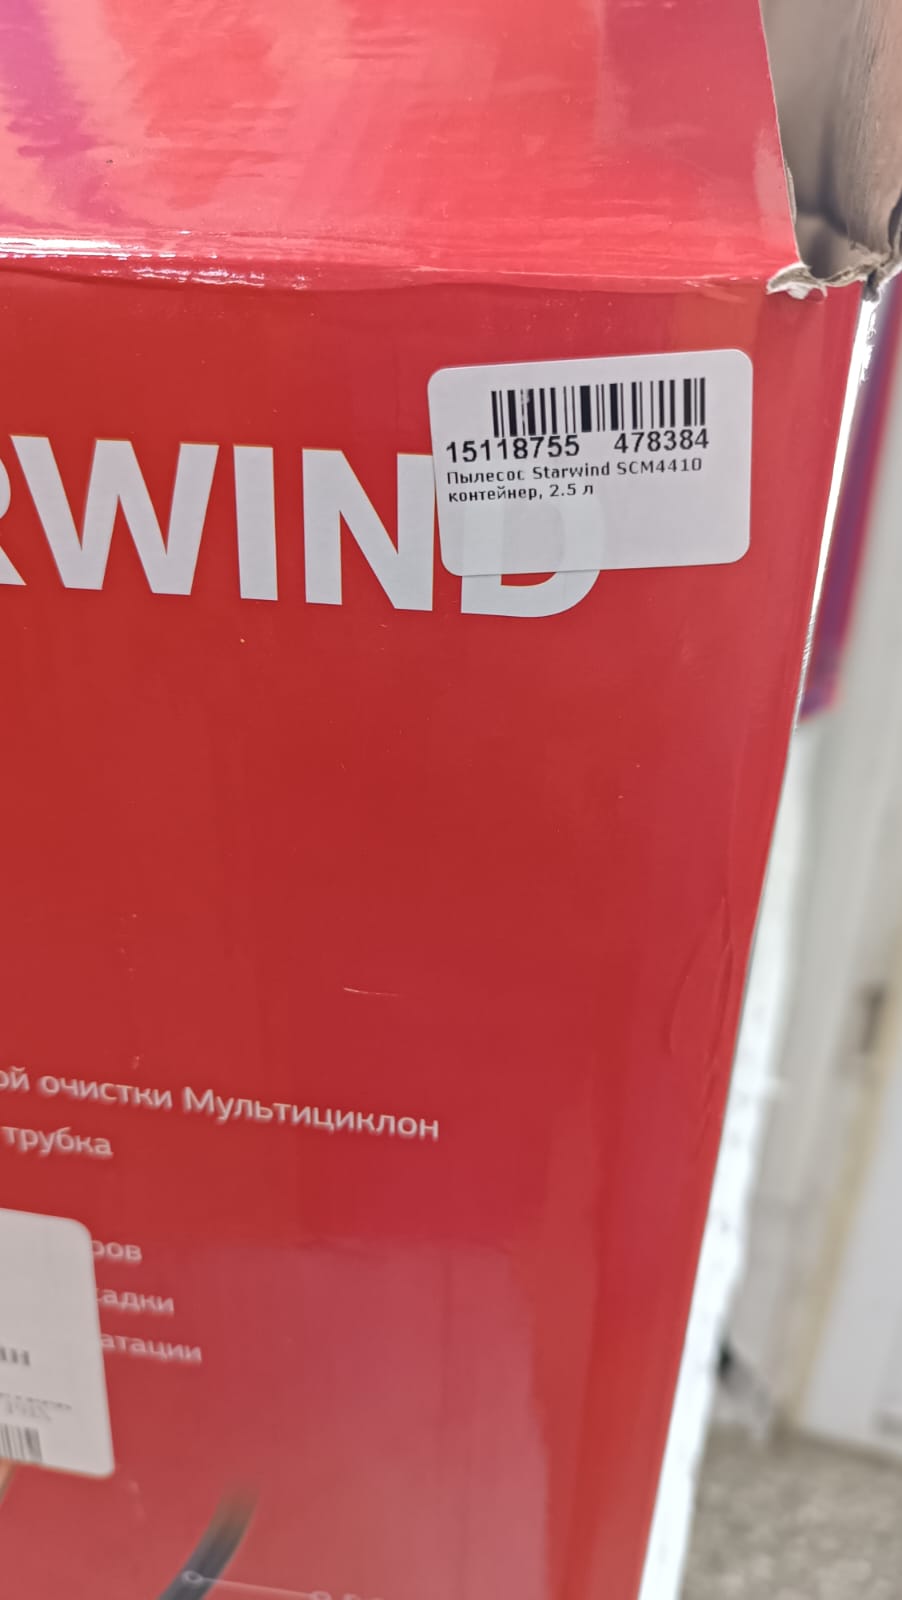 RWIND
15118755 478384
Пылесос Starwind SCM4410
контейнер, 2.5 л
ой очистки Мультициклон
трубка
ров
садки
атации